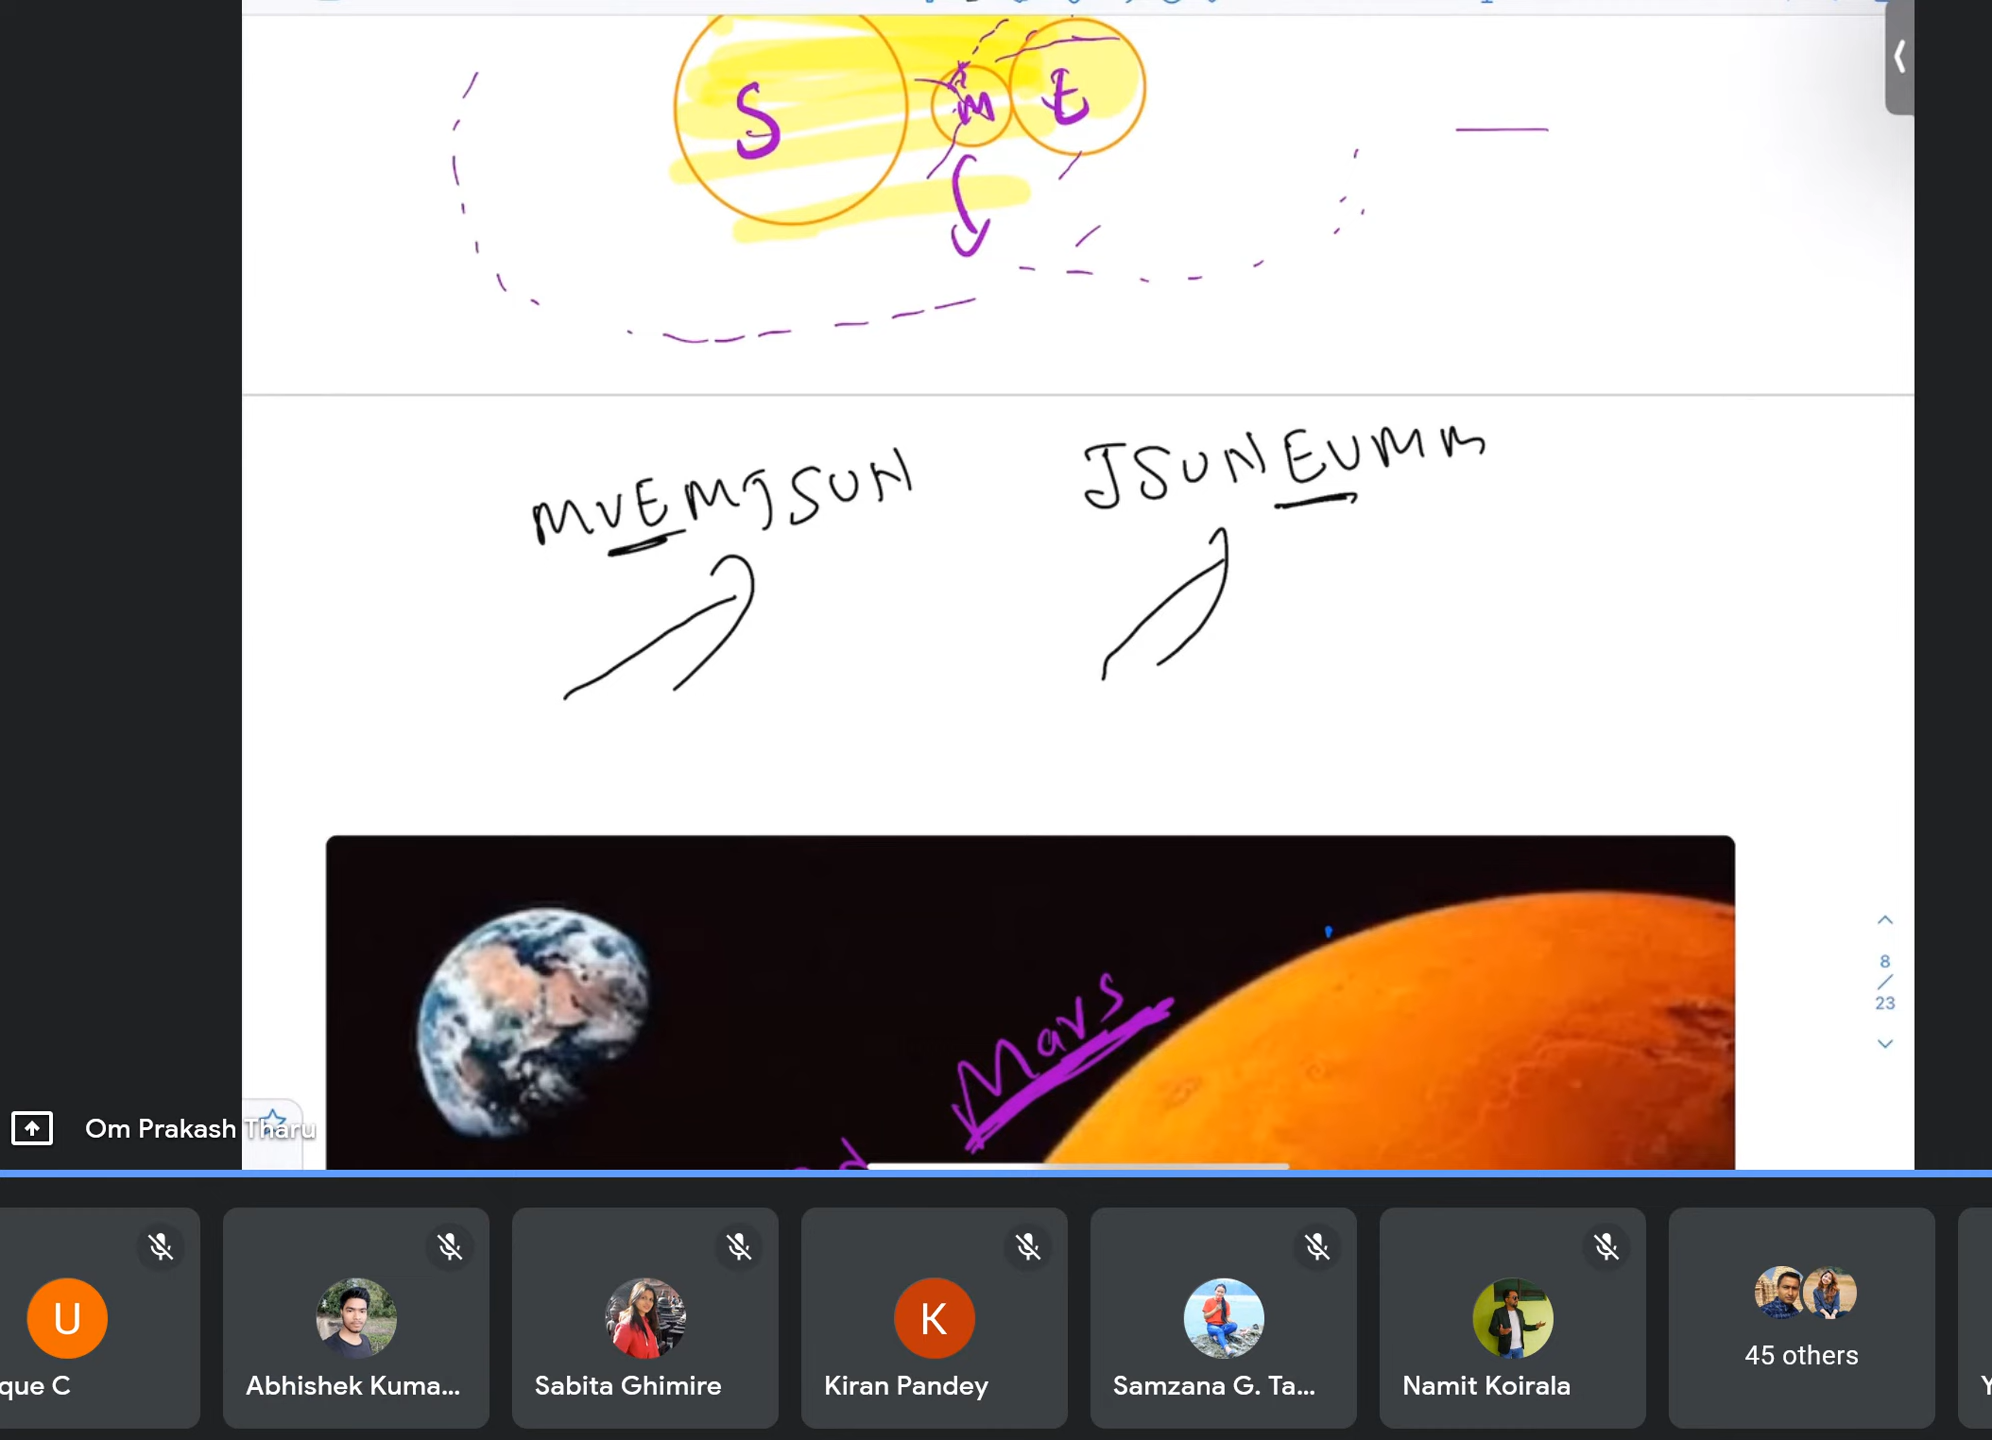 S
M
E
MVEMJSUN
JSUNEVMM
8
/
23
Mars
Om Prakash Tharu
U
K
que C
Abhishek Kuma...
Sabita Ghimire
Kiran Pandey
Samzana G. Ta...
Namit Koirala
45 others
Y